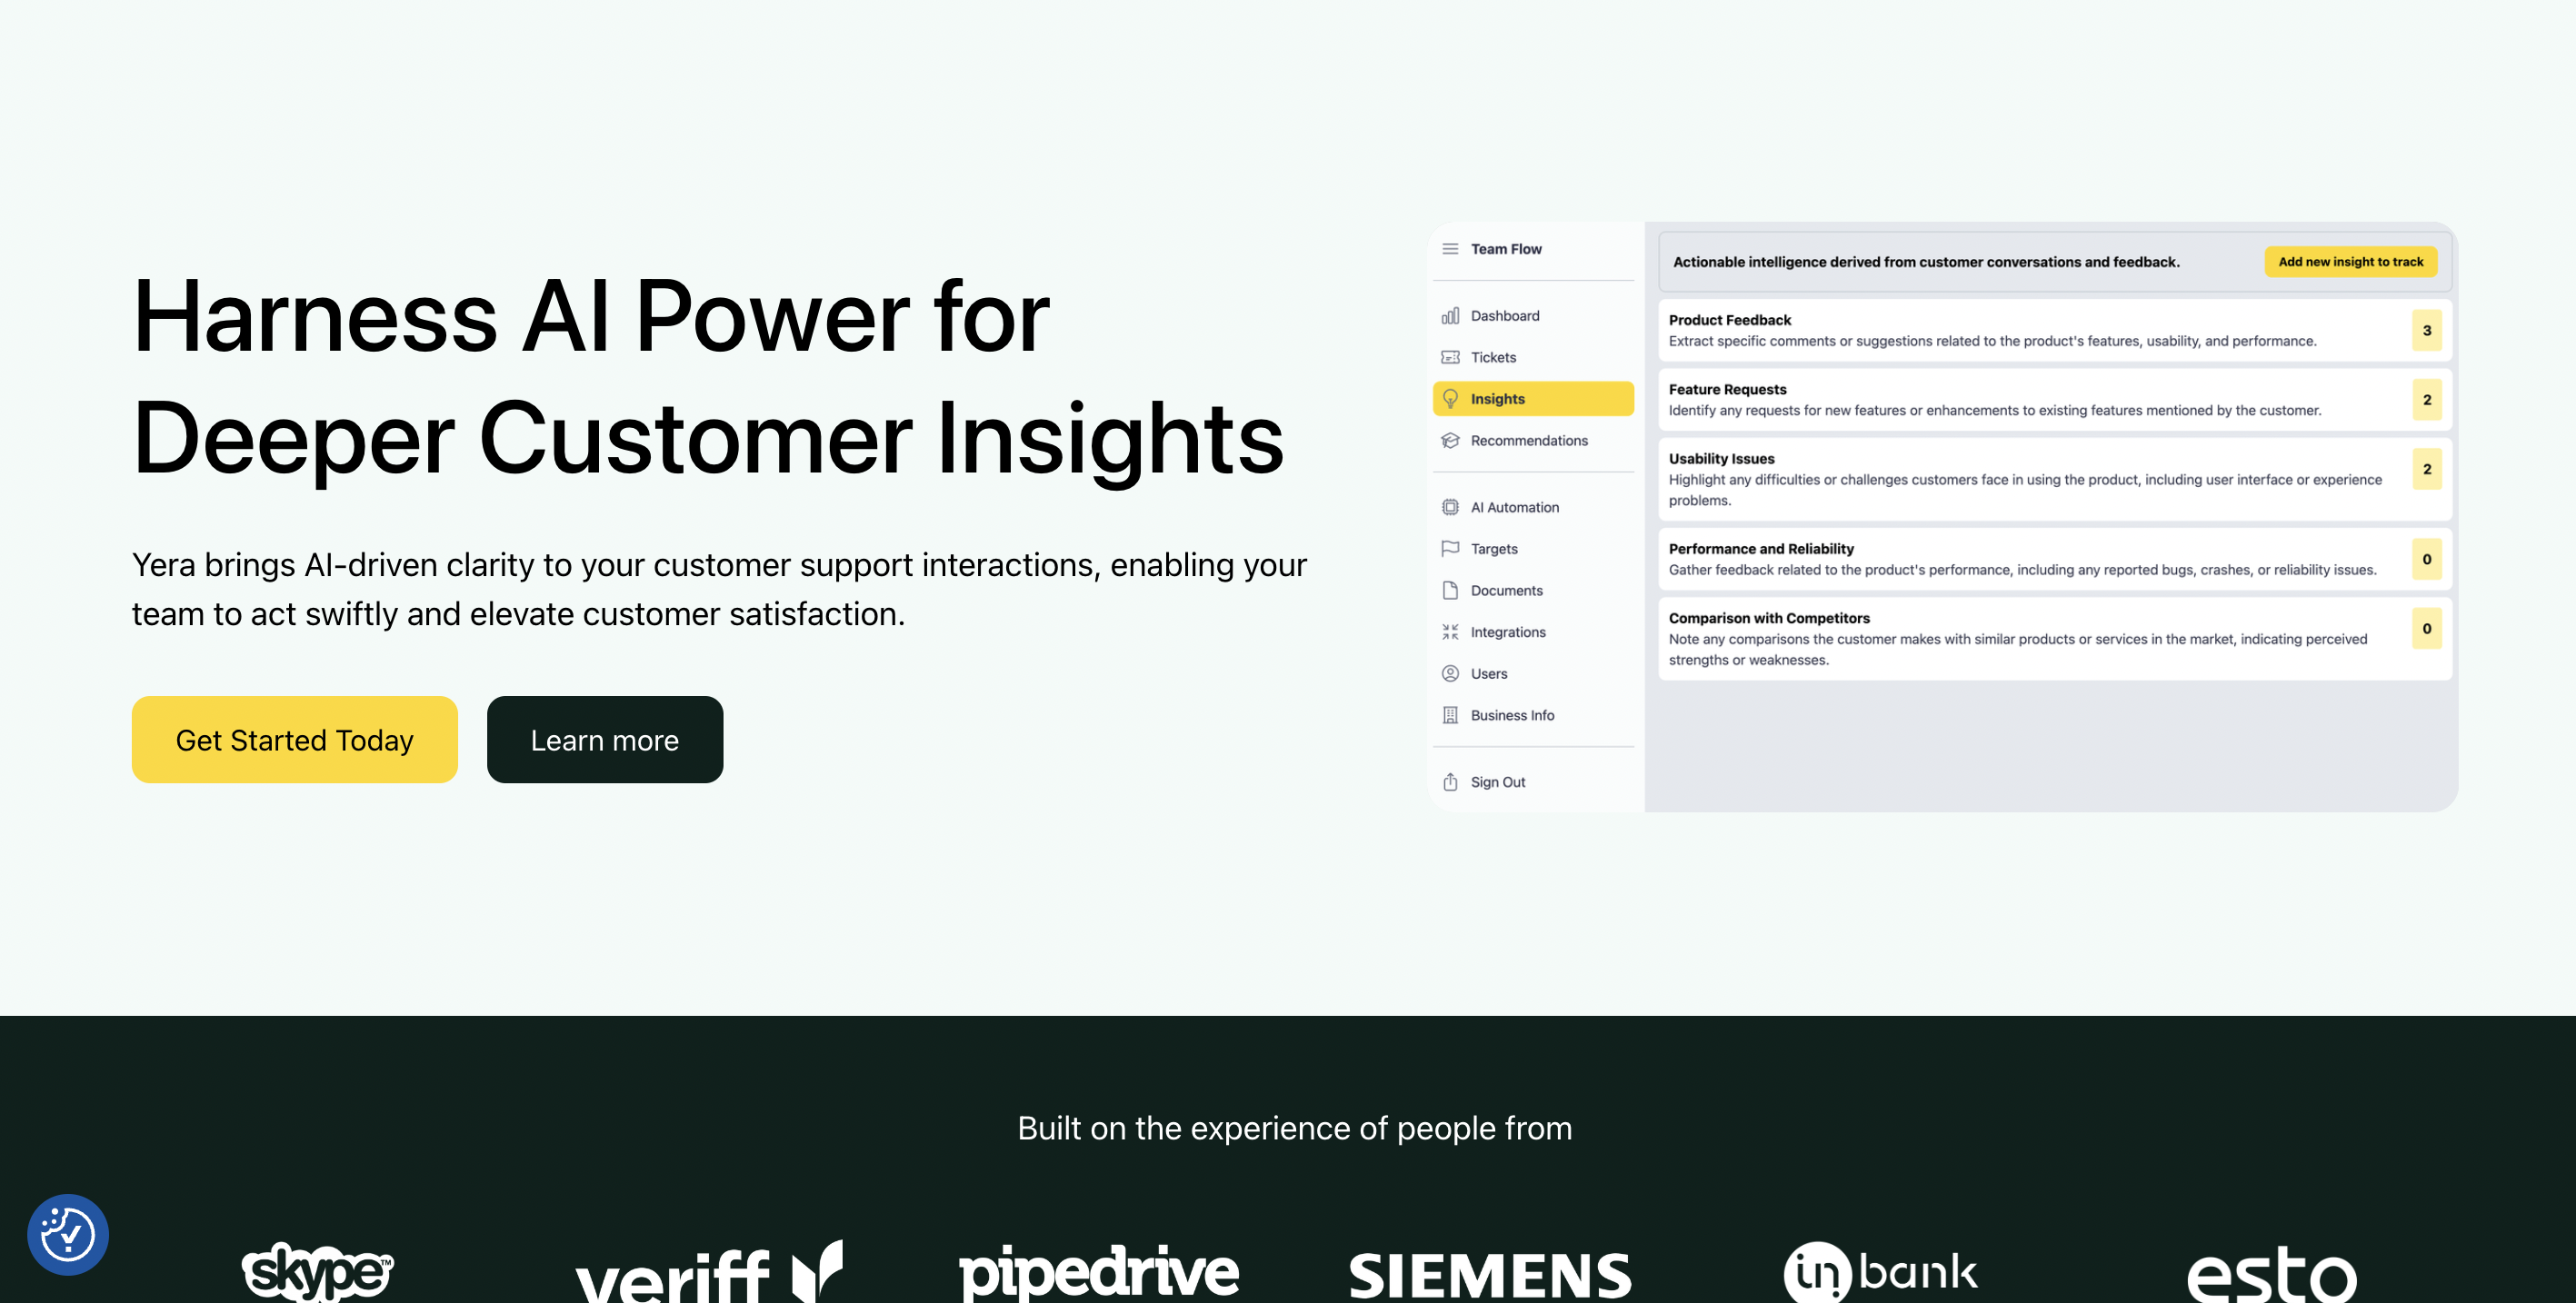 Harness AI Power for
Deeper Customer Insights
Yera brings AI-driven clarity to your customer support interactions, enabling your
team to act swiftly and elevate customer satisfaction.
Get Started Today
Learn more
Team Flow
Dashboard
Tickets
Insights
Recommendations
AI Automation
Targets
Documents
Integrations
Users
Business Info
Sign Out
Actionable intelligence derived from customer conversations and feedback.
Add new insight to track
Product Feedback
Extract specific comments or suggestions related to the product's features, usability, and performance.
3
Feature Requests
Identify any requests for new features or enhancements to existing features mentioned by the customer.
2
Usability Issues
Highlight any difficulties or challenges customers face in using the product, including user interface or experience
problems.
2
Performance and Reliability
Gather feedback related to the product's performance, including any reported bugs, crashes, or reliability issues.
0
Comparison with Competitors
Note any comparisons the customer makes with similar products or services in the market, indicating perceived
strengths or weaknesses.
0
Built on the experience of people from
skype™
veriff
pipedrive
SIEMENS
inbank
esto